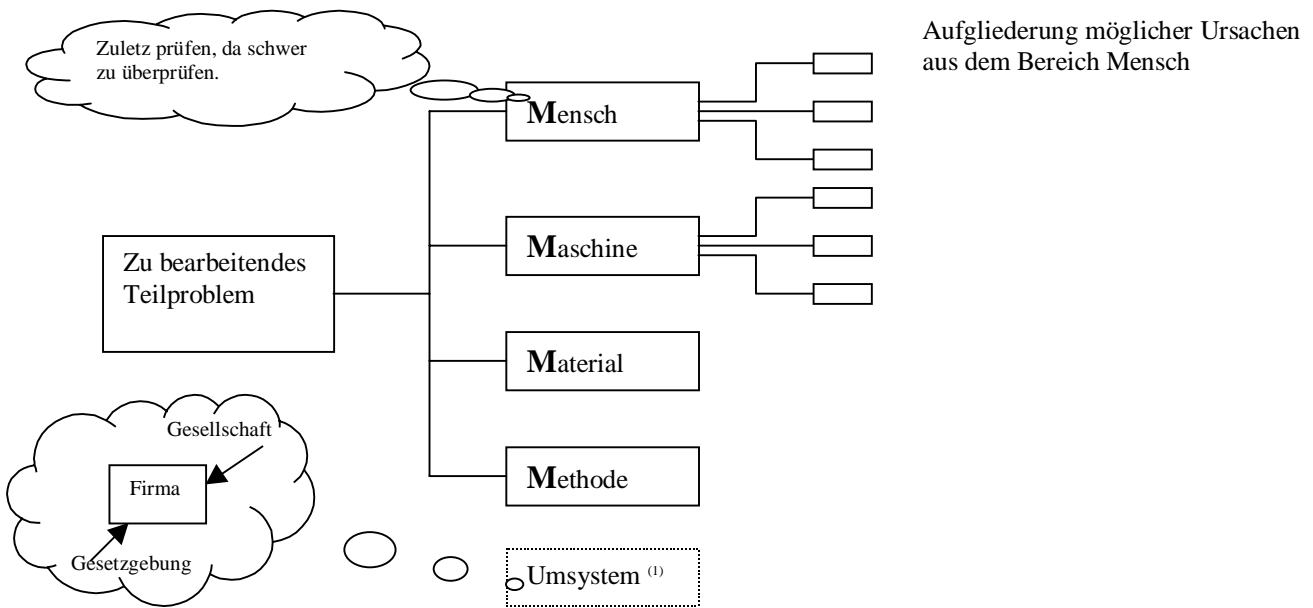 Zuletz prüfen, da schwer
zu überprüfen.
Aufgliederung möglicher Ursachen
aus dem Bereich Mensch
Mensch
Maschine
Zu bearbeitendes
Teilproblem
Material
Gesellschaft
Firma
Methode
Gesetzgebung
Umsystem (1)